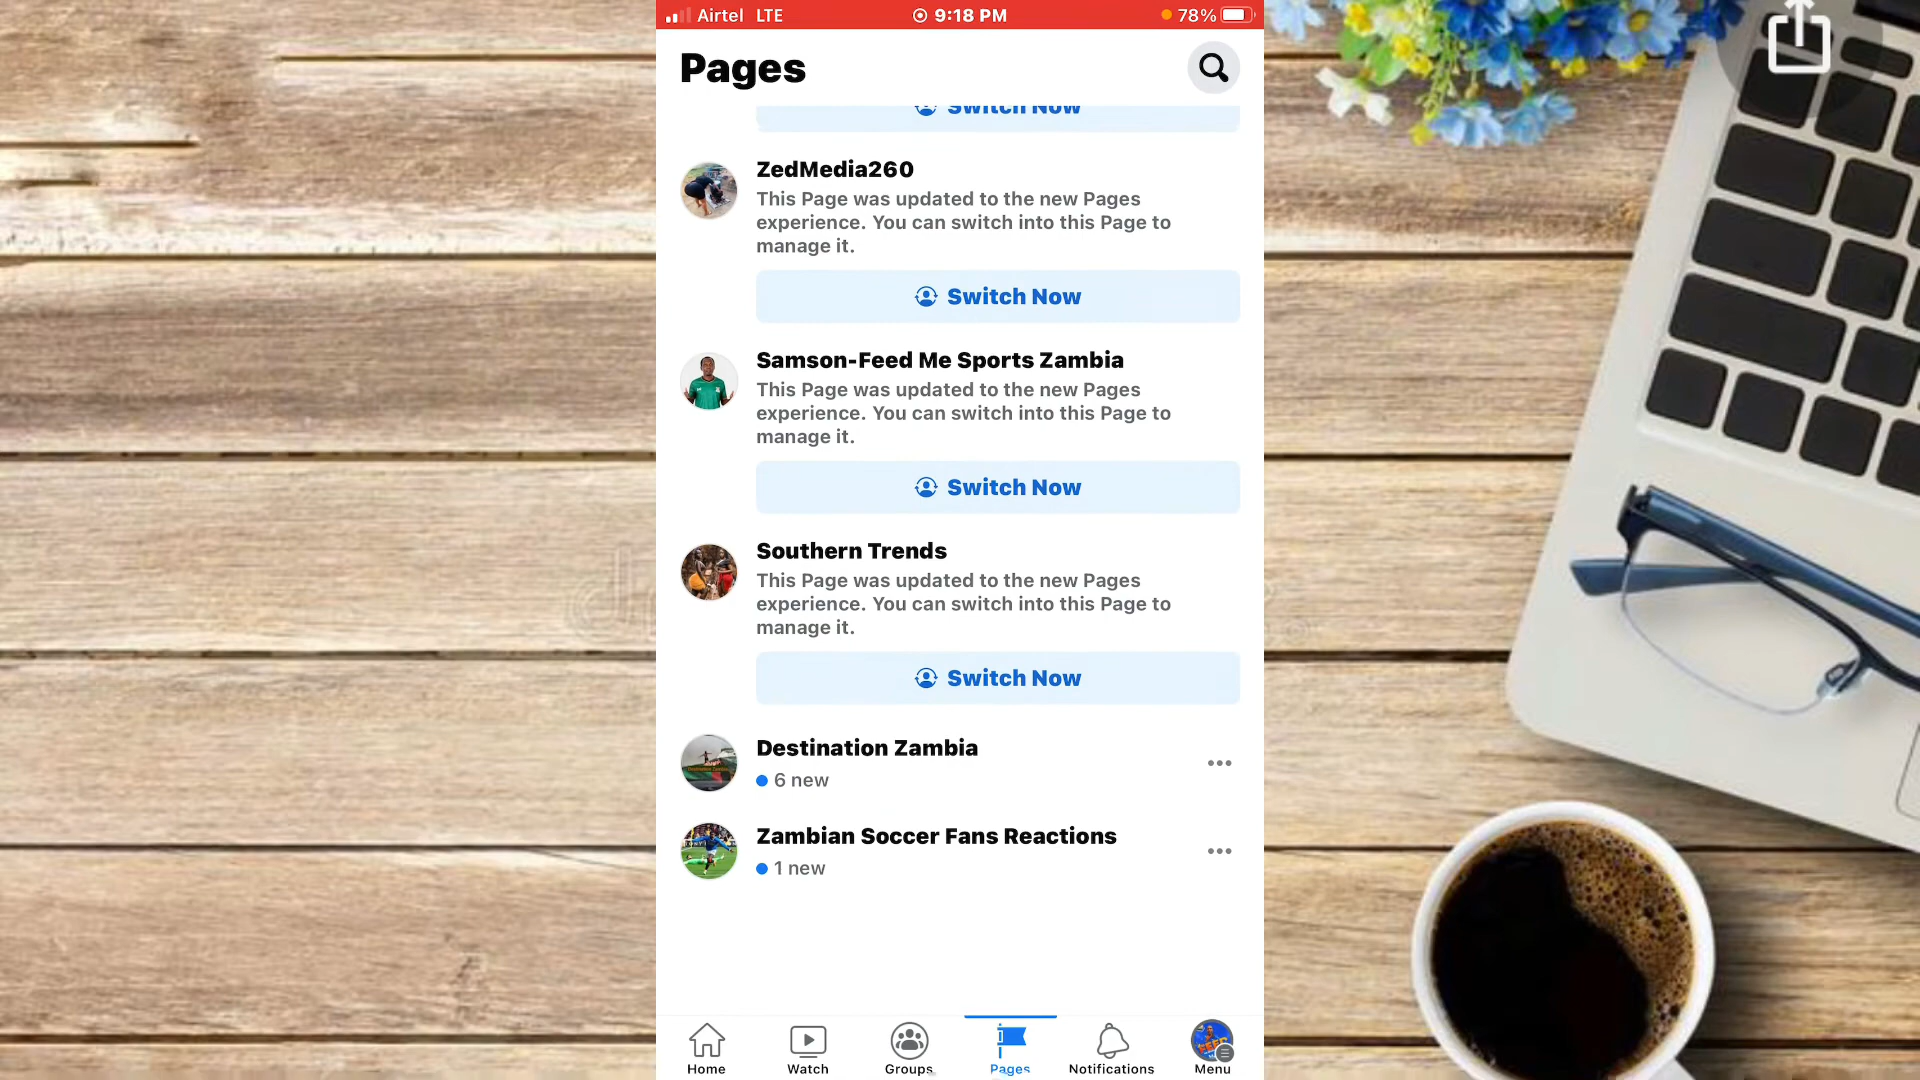 Airtel LTE 9:18 PM 78%
Pages
Switch Now
ZedMedia260
This Page was updated to the new Pages
experience. You can switch into this Page to
manage it.
Switch Now
Samson-Feed Me Sports Zambia
This Page was updated to the new Pages
experience. You can switch into this Page to
manage it.
Switch Now
Southern Trends
This Page was updated to the new Pages
experience. You can switch into this Page to
manage it.
Switch Now
Destination Zambia
6 new
Zambian Soccer Fans Reactions
1 new
Home Watch Groups Pages Notifications Menu